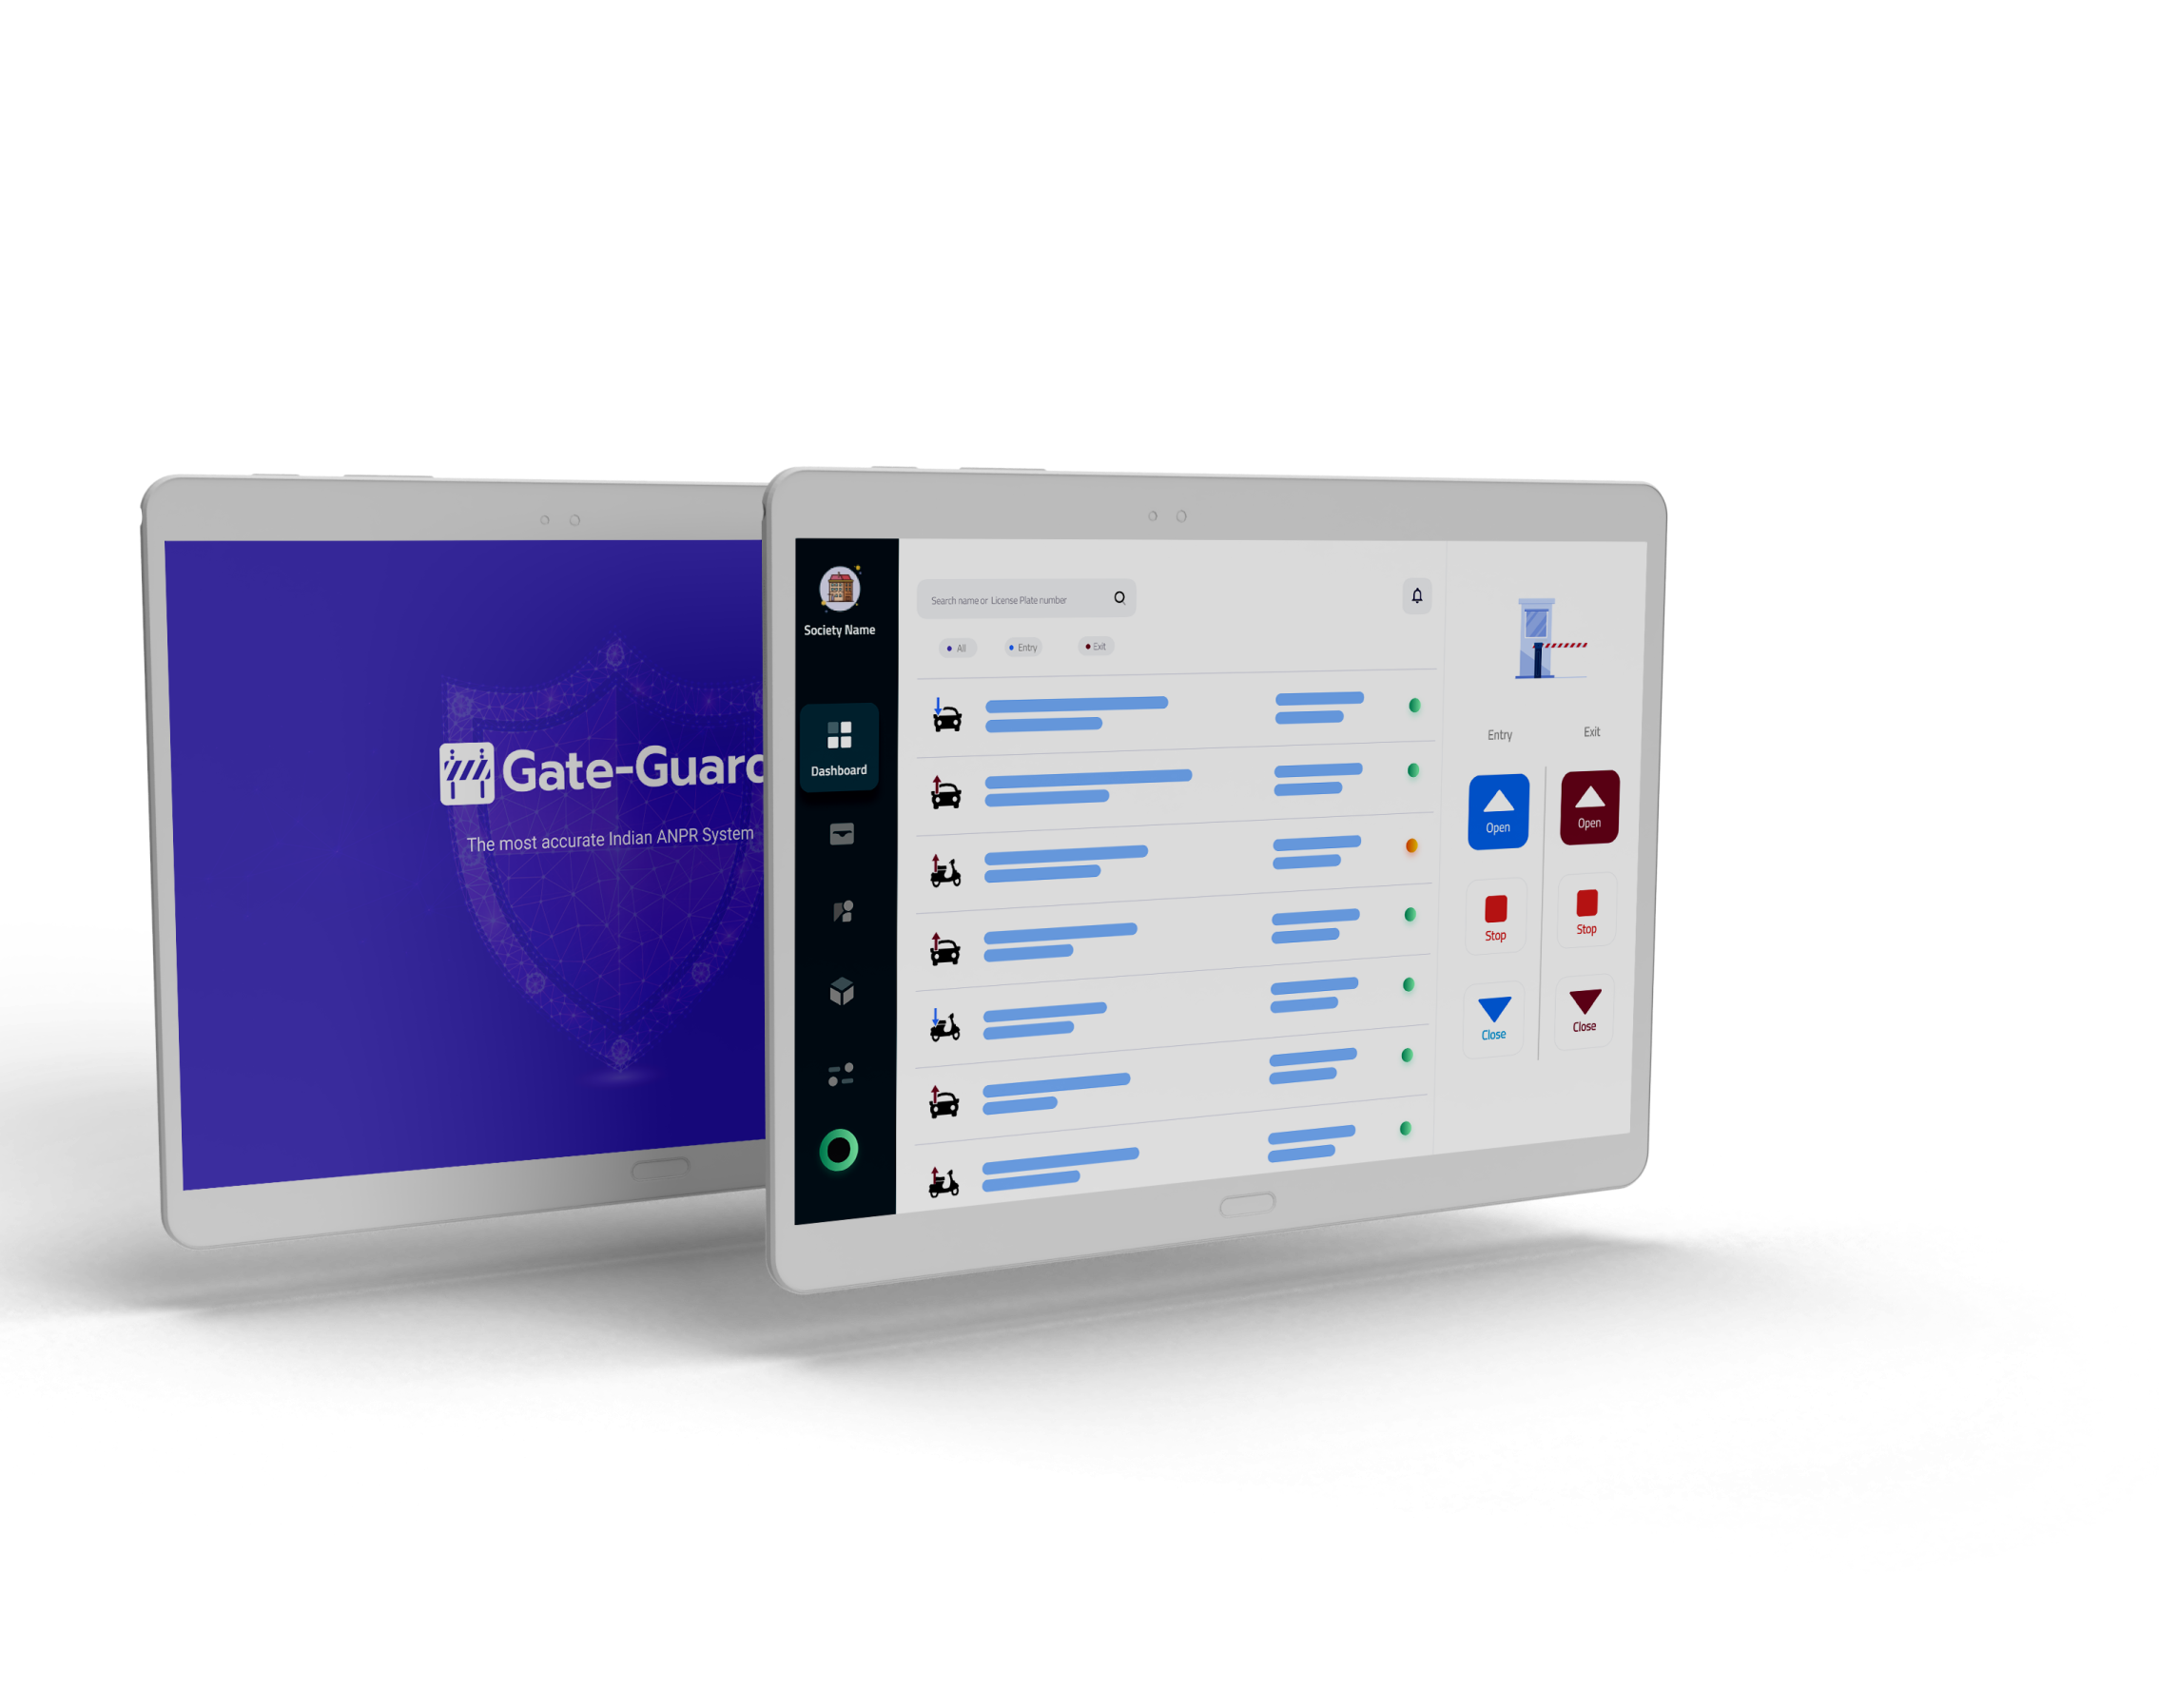 Gate-Guard
The most accurate Indian ANPR System
Society Name
Dashboard
Search name or License Plate number
All
Entry
Exit
Entry
Exit
Open
Open
Stop
Stop
Close
Close